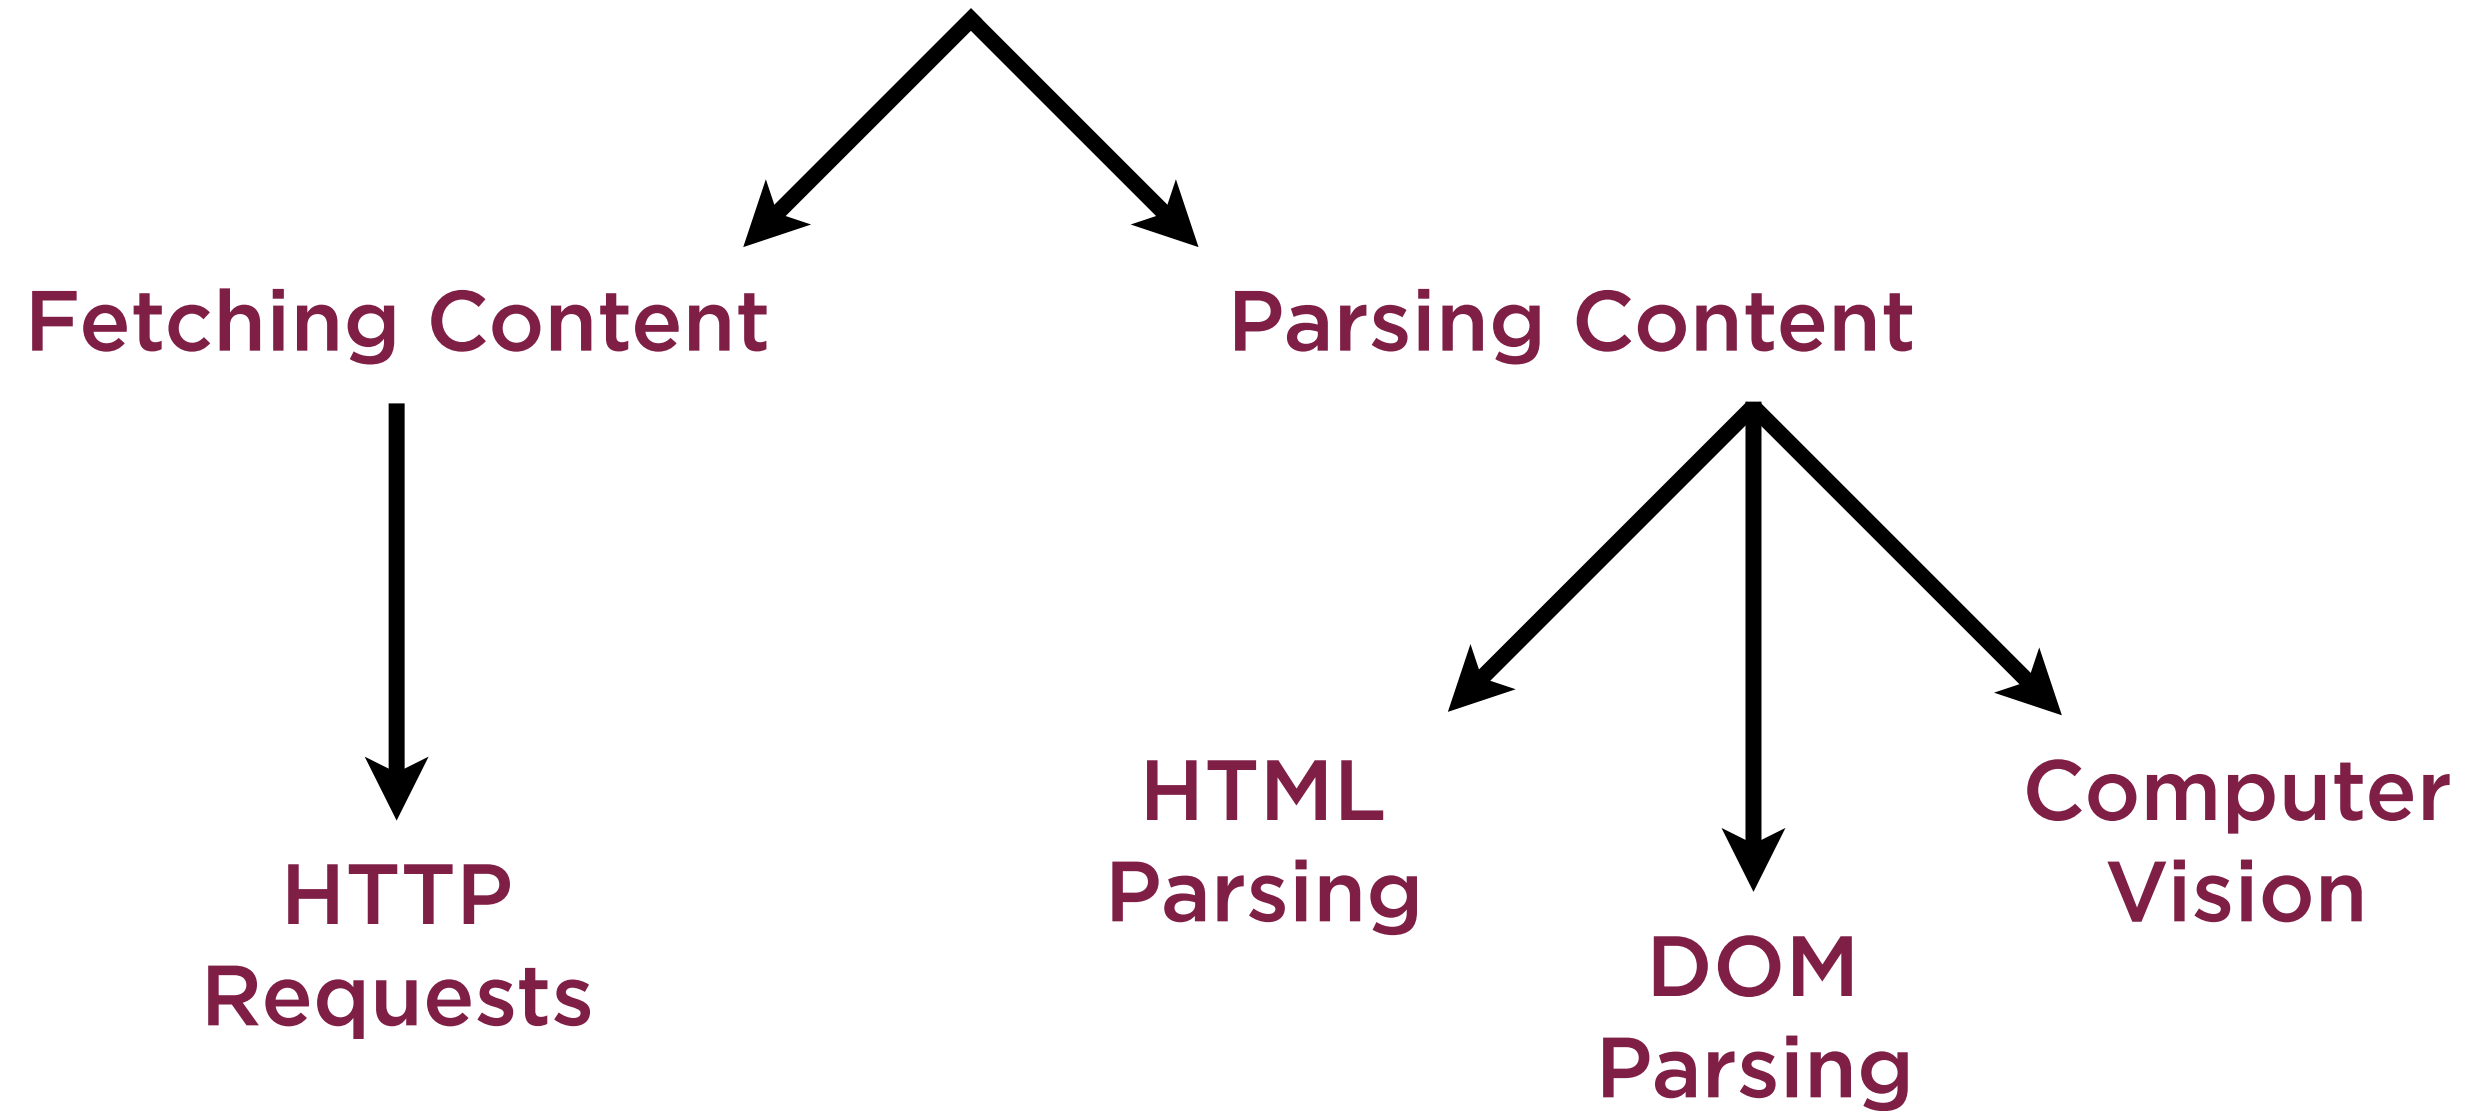 Fetching Content
Parsing Content
HTTP
Requests
HTML
Parsing
DOM
Parsing
Computer
Vision